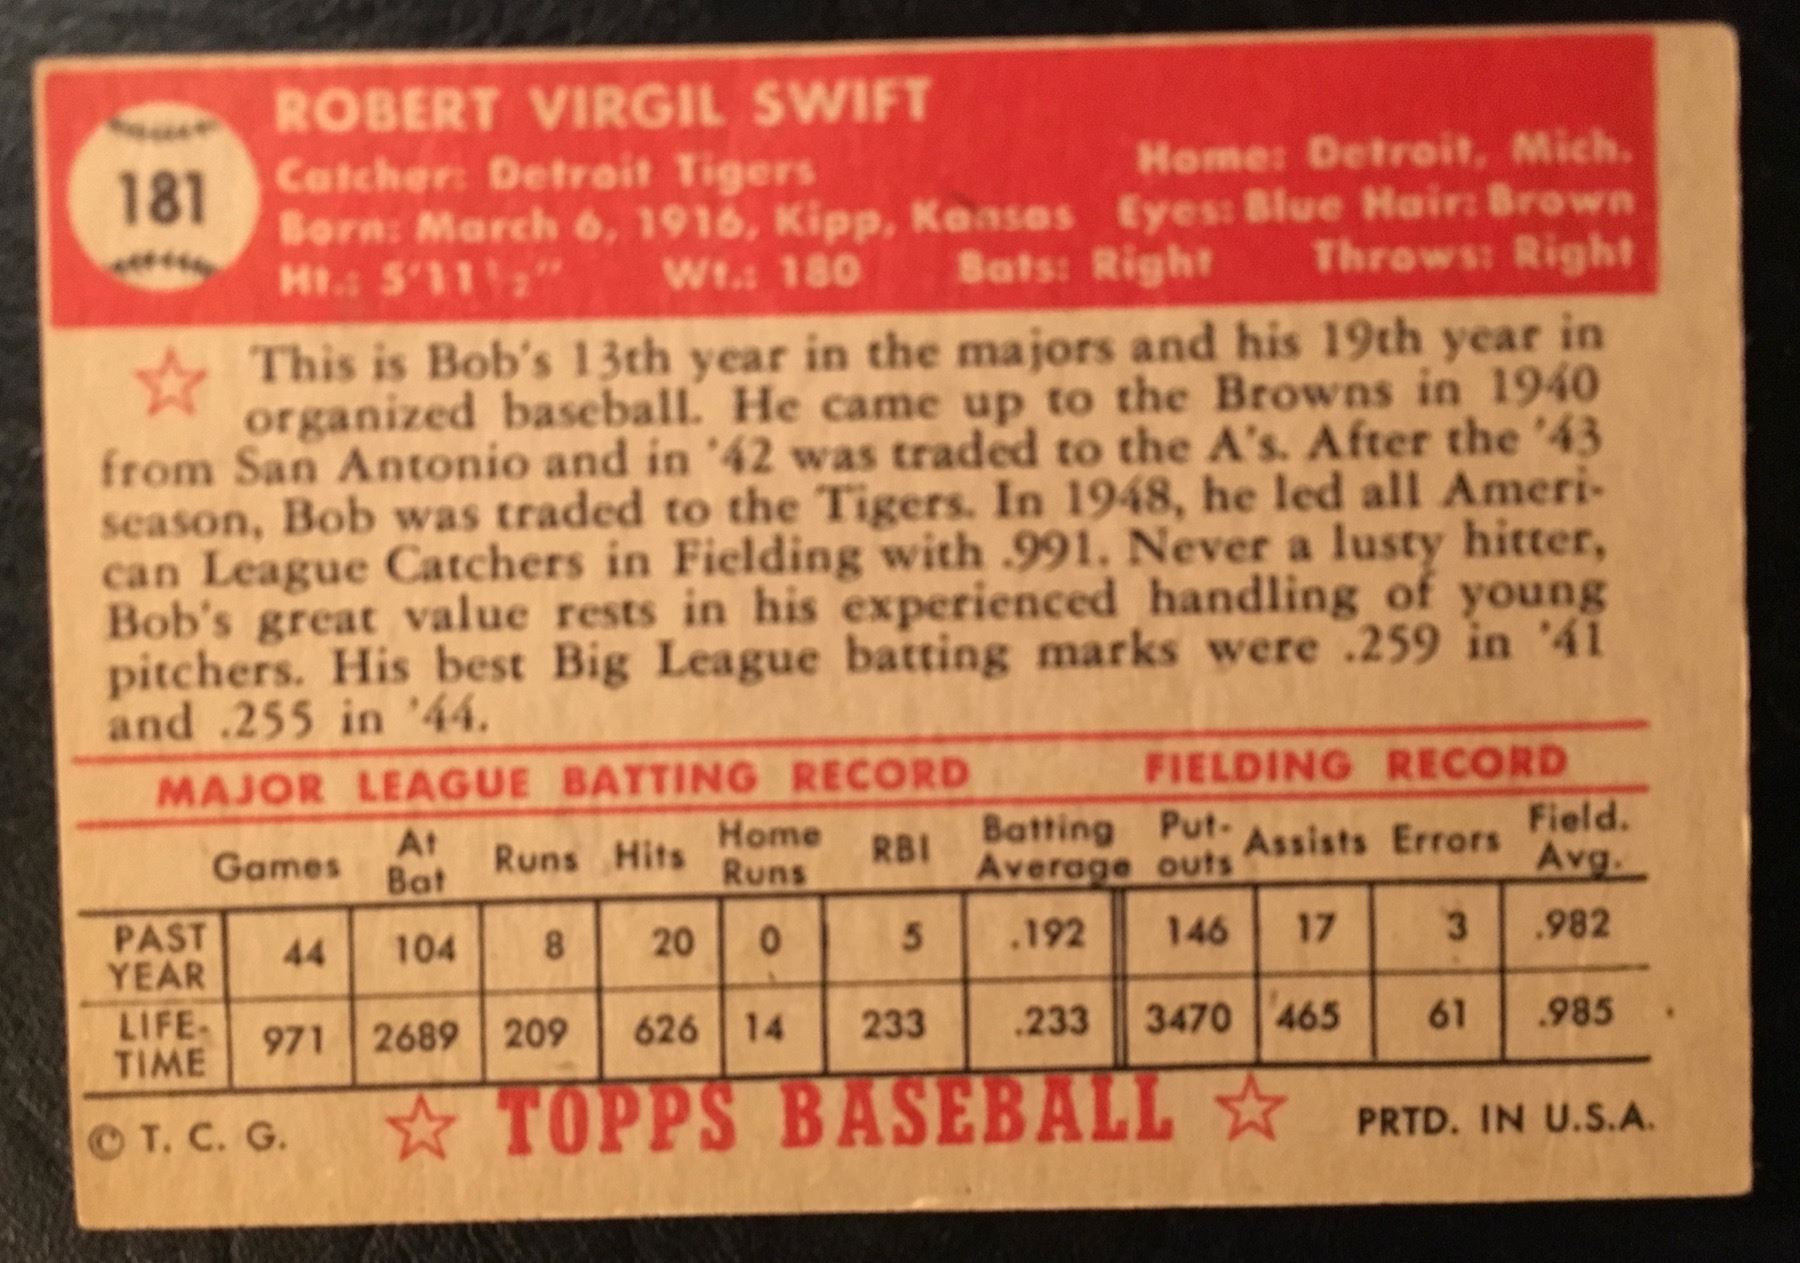 181
ROBERT VIRGIL SWIFT
Catcher: Detroit Tigers Home: Detroit, Mich.
Born: March 6, 1916, Kipp, Kansas Eyes: Blue Hair: Brown
Ht.: 5'11½" Wt.: 180 Bats: Right Throws: Right
This is Bob's 13th year in the majors and his 19th year in
organized baseball. He came up to the Browns in 1940
from San Antonio and in '42 was traded to the A's. After the '43
season, Bob was traded to the Tigers. In 1948, he led all Ameri-
can League Catchers in Fielding with .991. Never a lusty hitter,
Bob's great value rests in his experienced handling of young
pitchers. His best Big League batting marks were .259 in '41
and .255 in '44.
MAJOR LEAGUE BATTING RECORD FIELDING RECORD
Games At Bat Runs Hits Home Runs RBI Batting Average Put-outs Assists Errors Field. Avg.
PAST YEAR 44 104 8 20 0 5 .192 146 17 3 .982
LIFE-TIME 971 2689 209 626 14 233 .233 3470 465 61 .985
© T. C. G. TOPPS BASEBALL PRTD. IN U.S.A.